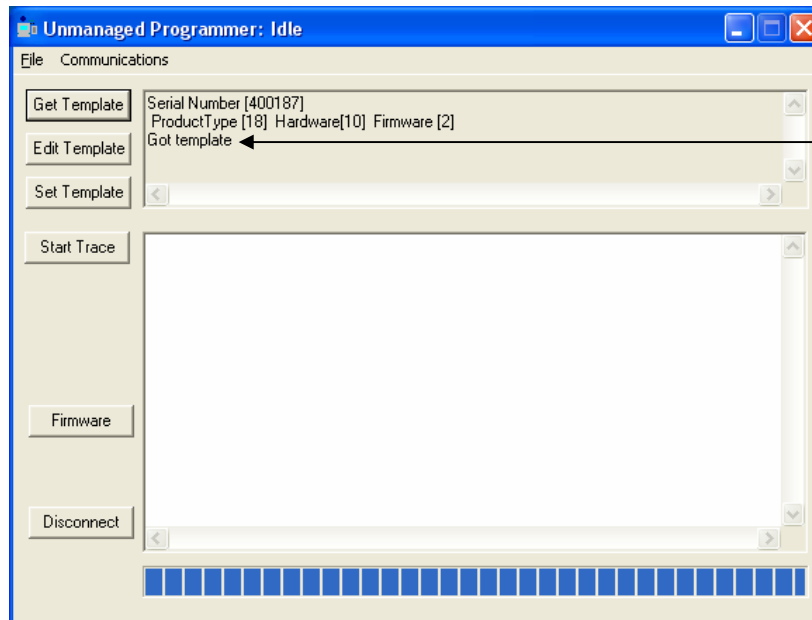 Unmanaged Programmer: Idle
File Communications
Get Template
Serial Number [400187]
ProductType [18] Hardware[10] Firmware [2]
Got template
Edit Template
Set Template
Start Trace
Firmware
Disconnect